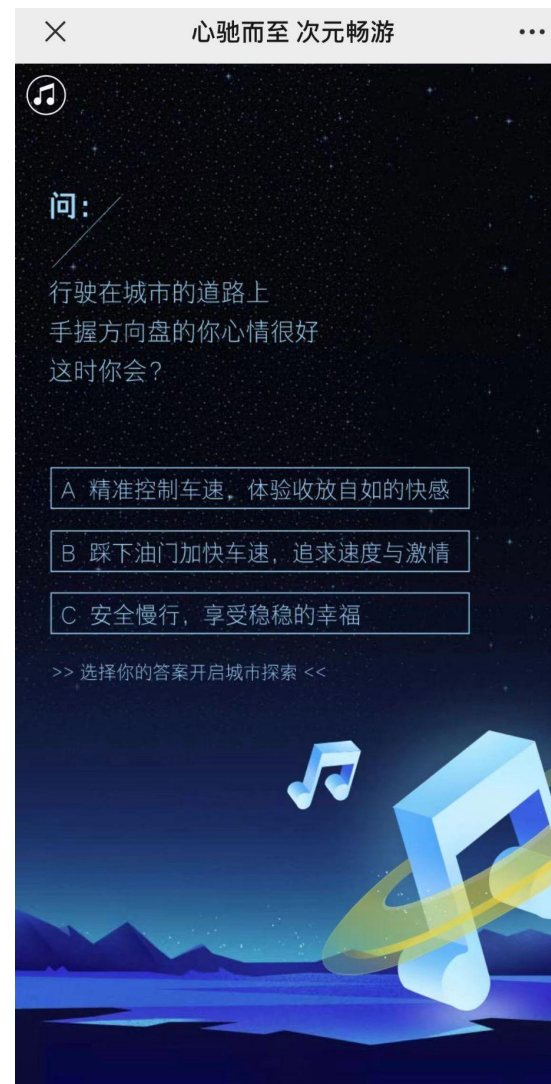 心驰而至 次元畅游
问:
行驶在城市的道路上
手握方向盘的你心情很好
这时你会?
A 精准控制车速，体验收放自如的快感
B 踩下油门加快车速，追求速度与激情
C 安全慢行，享受稳稳的幸福
>> 选择你的答案开启城市探索 <<